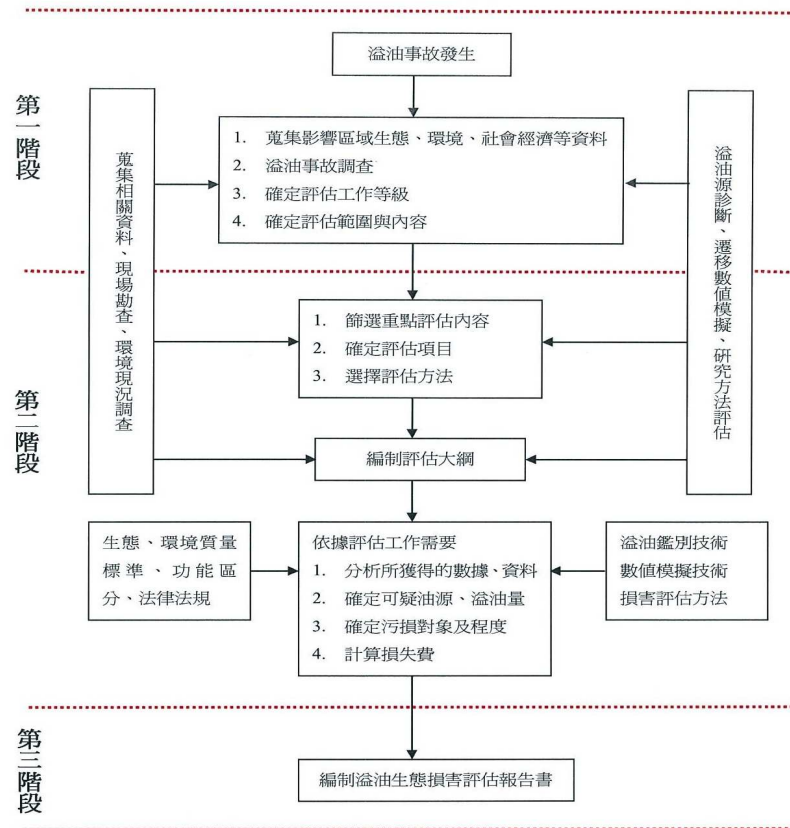 溢油事故發生
第一階段
蒐集相關資料、現場勘查、環境現況調查
1. 蒐集影響區域生態、環境、社會經濟等資料
2. 溢油事故調查
3. 確定評估工作等級
4. 確定評估範圍與內容
溢油源診斷、遷移數值模擬、研究方法評估
第二階段
1. 篩選重點評估內容
2. 確定評估項目
3. 選擇評估方法
編制評估大綱
生態、環境質量
標準、功能區
分、法律法規
依據評估工作需要
1. 分析所獲得的數據、資料
2. 確定可疑油源、溢油量
3. 確定污損對象及程度
4. 計算損失費
溢油鑑別技術
數值模擬技術
損害評估方法
第三階段
編制溢油生態損害評估報告書